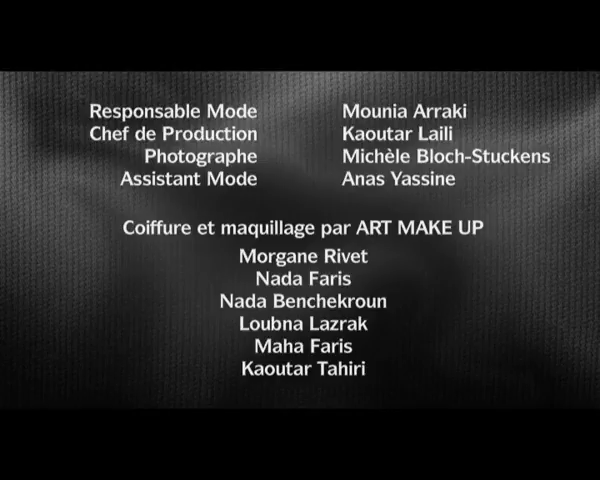 Responsable Mode Mounia Arraki
Chef de Production Kaoutar Laili
Photographe Michèle Bloch-Stuckens
Assistant Mode Anas Yassine
Coiffure et maquillage par ART MAKE UP
Morgane Rivet
Nada Faris
Nada Benchekroun
Loubna Lazrak
Maha Faris
Kaoutar Tahiri